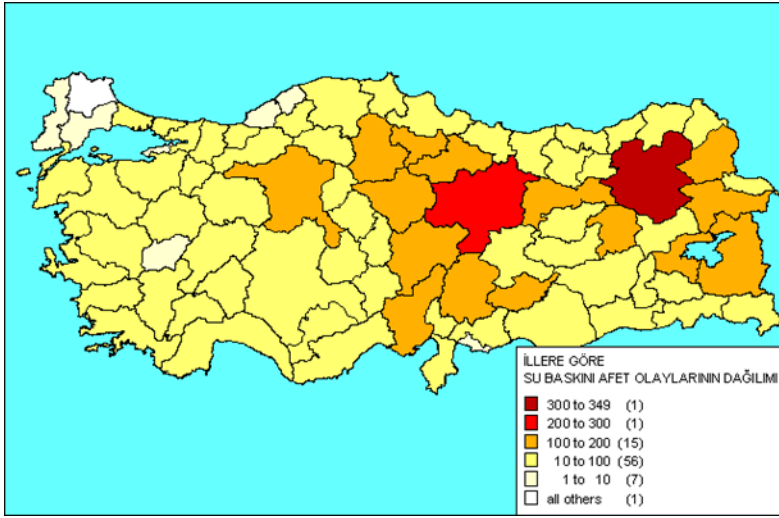 İLLERE GÖRE
SU BASKINI AFET OLAYLARININ DAĞILIMI
300 to 349 (1)
200 to 300 (1)
100 to 200 (15)
10 to 100 (56)
1 to 10 (7)
all others (1)